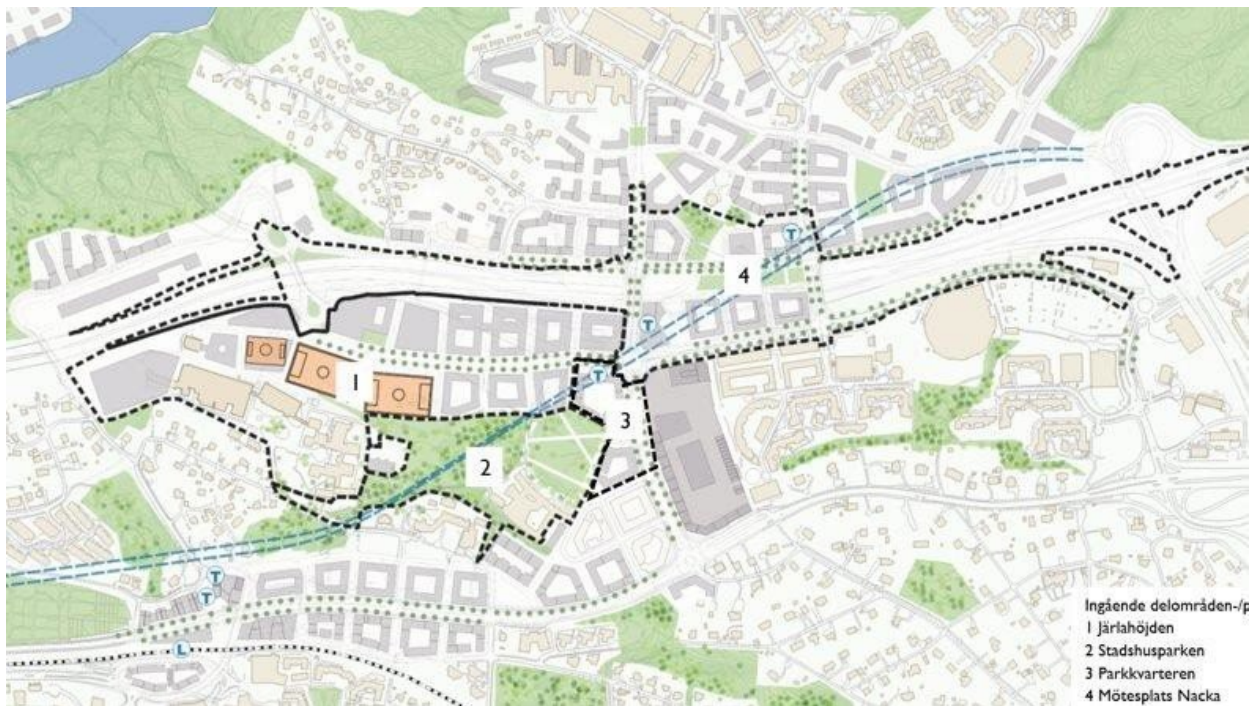 T
4
T
T
1
3
2
T
T
L
Ingående delområden-/p
1 Järlahöjden
2 Stadshusparken
3 Parkkvarteren
4 Mötesplats Nacka